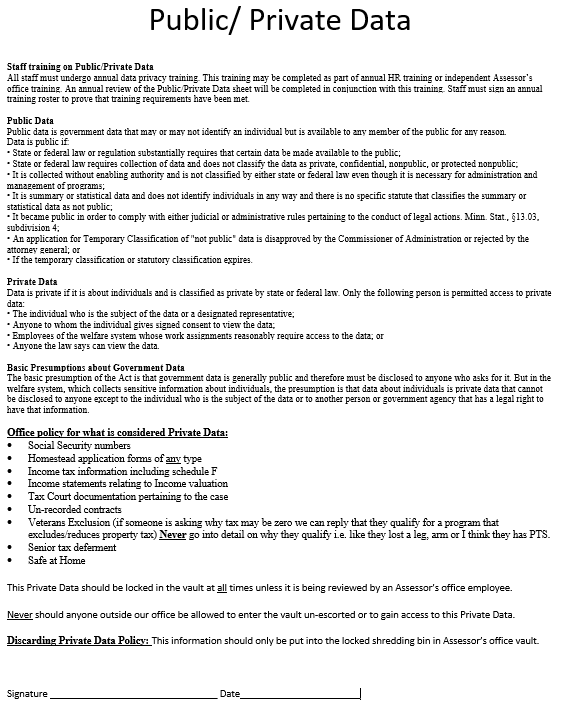 Public/ Private Data
Staff training on Public/Private Data
All staff must undergo annual data privacy training. This training may be completed as part of annual HR training or independent Assessor's
office training. An annual review of the Public/Private Data sheet will be completed in conjunction with this training. Staff must sign an annual
training roster to prove that training requirements have been met.
Public Data
Public data is government data that may or may not identify an individual but is available to any member of the public for any reason.
Data is public if:
• State or federal law or regulation substantially requires that certain data be made available to the public;
• State or federal law requires collection of data and does not classify the data as private, confidential, nonpublic, or protected nonpublic;
• It is collected without enabling authority and is not classified by either state or federal law even though it is necessary for administration and
management of programs;
• It is summary or statistical data and does not identify individuals in any way and there is no specific statute that classifies the summary or
statistical data as not public;
• It became public in order to comply with either judicial or administrative rules pertaining to the conduct of legal actions. Minn. Stat., §13.03,
subdivision 4;
• An application for Temporary Classification of "not public" data is disapproved by the Commissioner of Administration or rejected by the
attorney general; or
• If the temporary classification or statutory classification expires.
Private Data
Data is private if it is about individuals and is classified as private by state or federal law. Only the following person is permitted access to private
data:
• The individual who is the subject of the data or a designated representative;
• Anyone to whom the individual gives signed consent to view the data;
• Employees of the welfare system whose work assignments reasonably require access to the data; or
• Anyone the law says can view the data.
Basic Presumptions about Government Data
The basic presumption of the Act is that government data is generally public and therefore must be disclosed to anyone who asks for it. But in the
welfare system, which collects sensitive information about individuals, the presumption is that data about individuals is private data that cannot
be disclosed to anyone except to the individual who is the subject of the data or to another person or government agency that has a legal right to
have that information.
Office policy for what is considered Private Data:
• Social Security numbers
• Homestead application forms of any type
• Income tax information including schedule F
• Income statements relating to Income valuation
• Tax Court documentation pertaining to the case
• Un-recorded contracts
• Veterans Exclusion (if someone is asking why tax may be zero we can reply that they qualify for a program that
excludes/reduces property tax) Never go into detail on why they qualify i.e. like they lost a leg, arm or I think they has PTS.
• Senior tax deferment
• Safe at Home
This Private Data should be locked in the vault at all times unless it is being reviewed by an Assessor's office employee.
Never should anyone outside our office be allowed to enter the vault un-escorted or to gain access to this Private Data.
Discarding Private Data Policy: This information should only be put into the locked shredding bin in Assessor's office vault.
Signature ______________________ Date________________